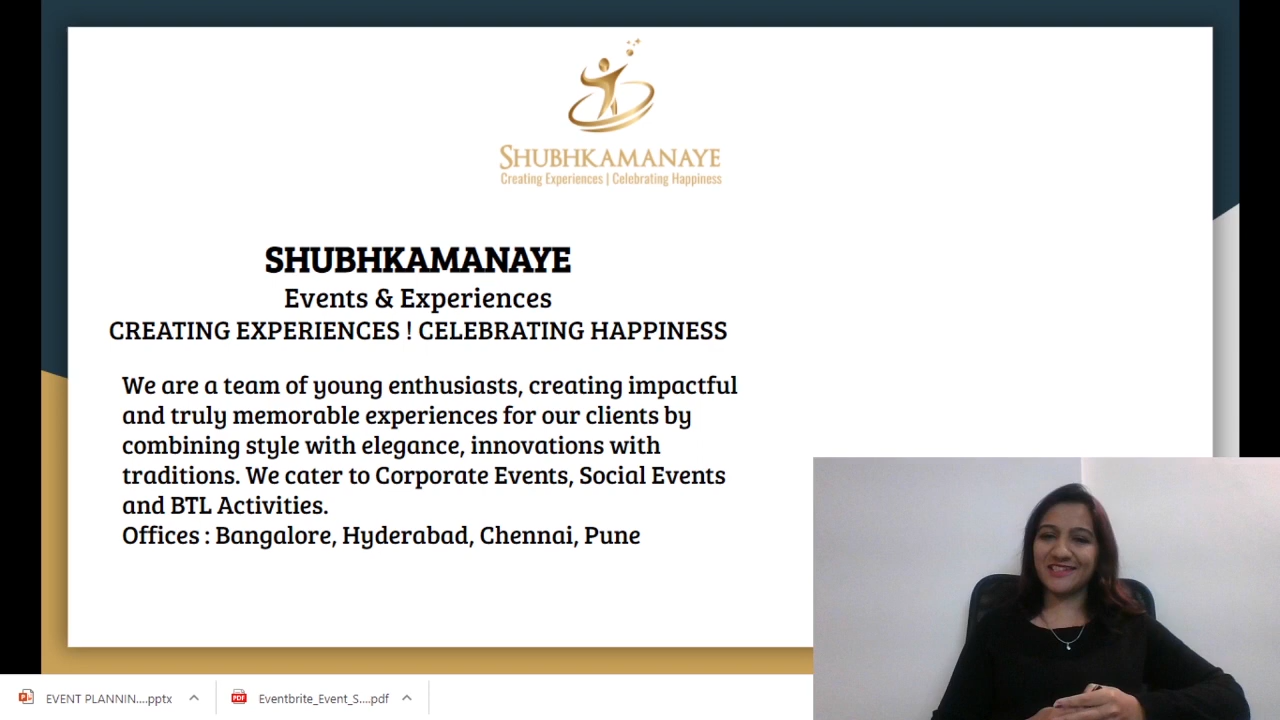 SHUBHKAMANAYE
Creating Experiences | Celebrating Happiness
SHUBHKAMANAYE
Events & Experiences
CREATING EXPERIENCES ! CELEBRATING HAPPINESS
We are a team of young enthusiasts, creating impactful
and truly memorable experiences for our clients by
combining style with elegance, innovations with
traditions. We cater to Corporate Events, Social Events
and BTL Activities.
Offices : Bangalore, Hyderabad, Chennai, Pune
EVENT PLANNIN....pptx
PDF
Eventbrite_Event_S....pdf